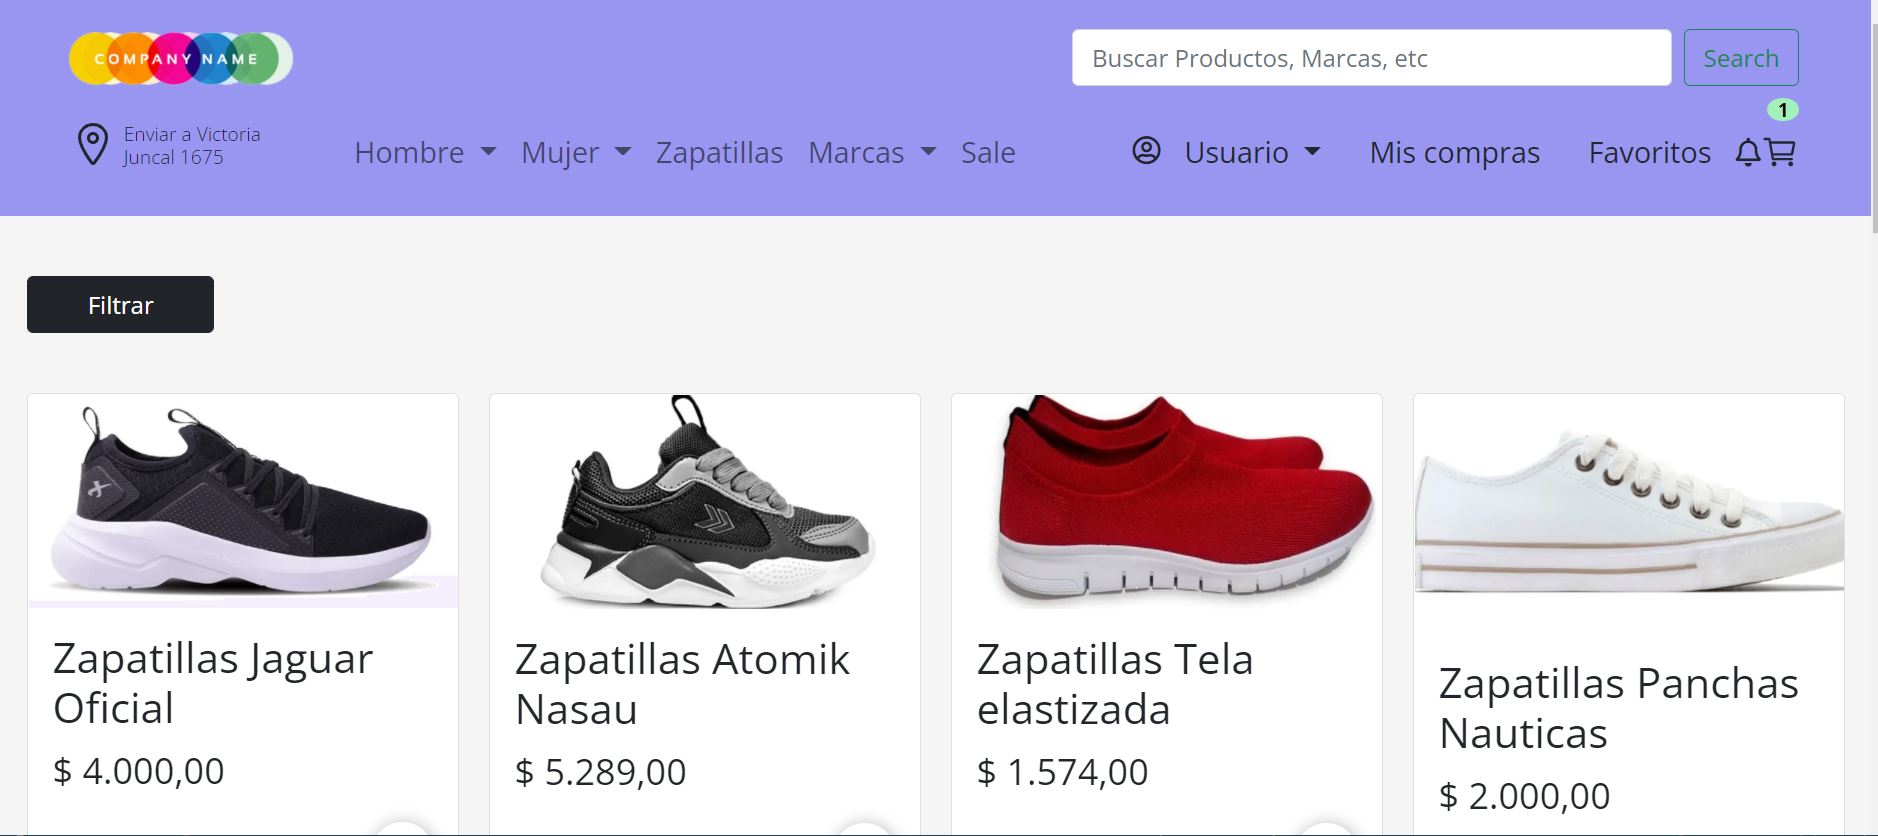 COMPANY NAME
Buscar Productos, Marcas, etc
Search
1
Enviar a Victoria
Juncal 1675
Hombre
Mujer
Zapatillas
Marcas
Sale
Usuario
Mis compras
Favoritos
Filtrar
Zapatillas Jaguar
Oficial
$ 4.000,00
Zapatillas Atomik
Nasau
$ 5.289,00
Zapatillas Tela
elastizada
$ 1.574,00
Zapatillas Panchas
Nauticas
$ 2.000,00